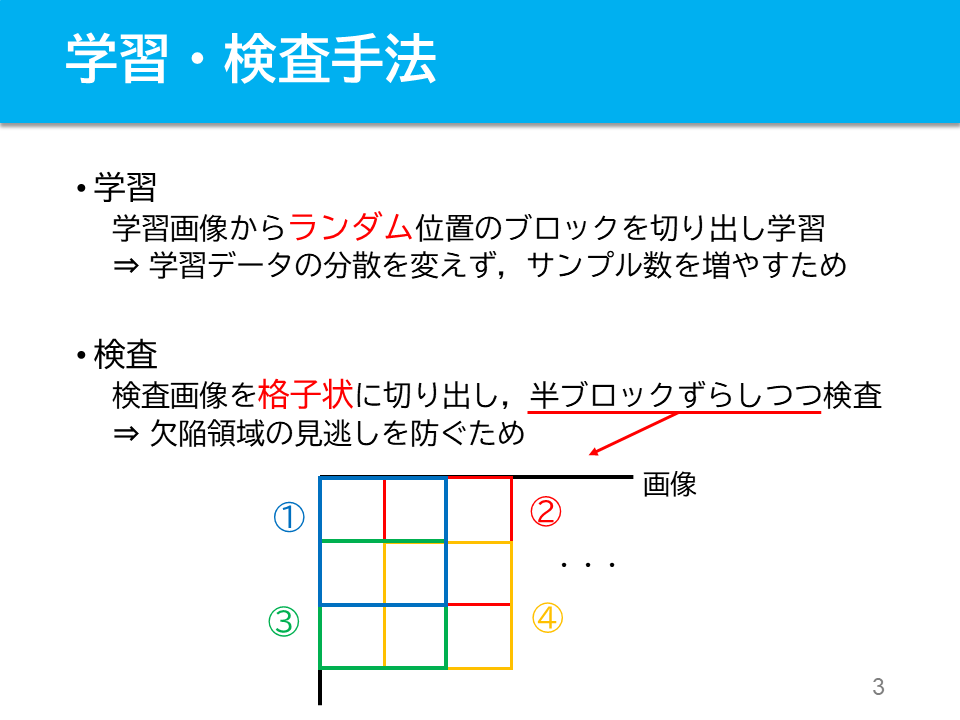 学習・検査手法
• 学習
学習画像からランダム位置のブロックを切り出し学習
⇒ 学習データの分散を変えず，サンプル数を増やすため
• 検査
検査画像を格子状に切り出し，半ブロックずらしつつ検査
⇒ 欠陥領域の見逃しを防ぐため
画像
① ②
・・・
③ ④
3